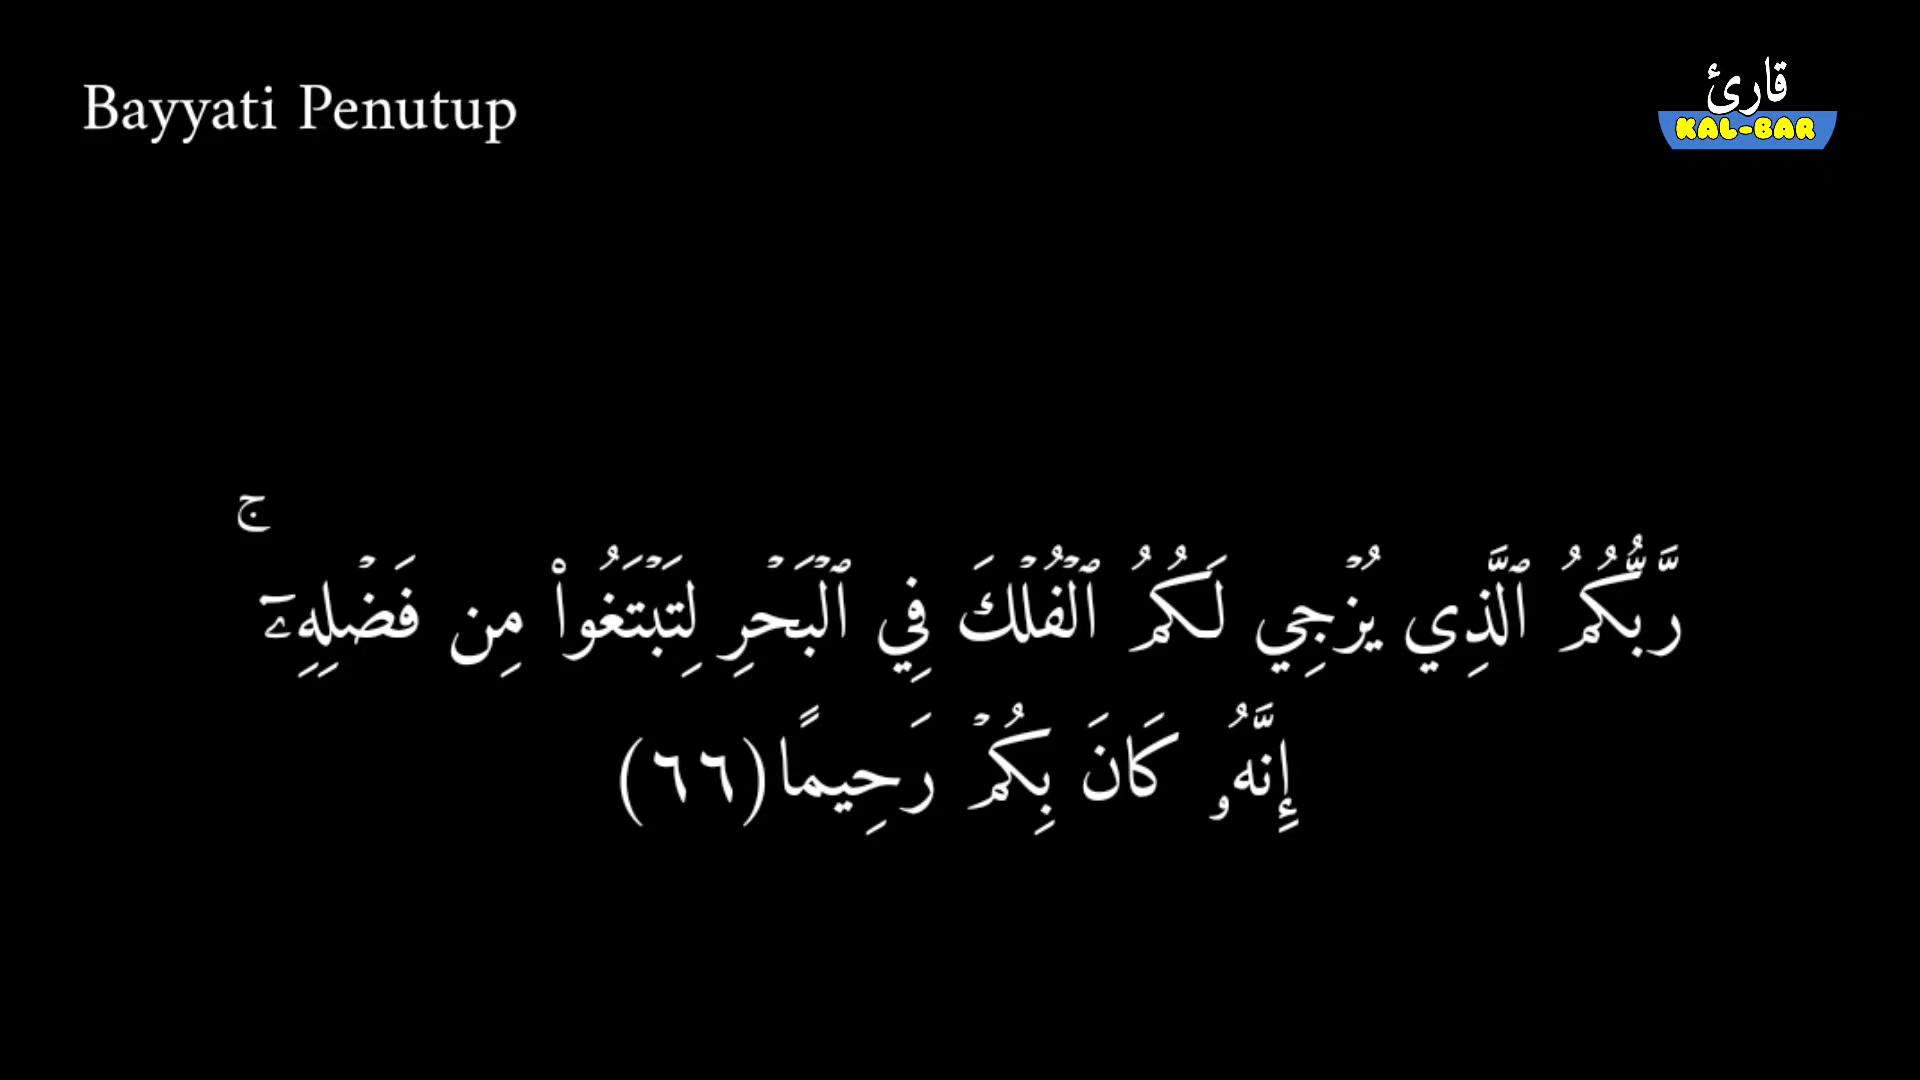 Bayyati Penutup
قارئ
KAL-BAR
رَّبُّكُمُ ٱلَّذِي يُزۡجِي لَكُمُ ٱلۡفُلۡكَ فِي ٱلۡبَحۡرِ لِتَبۡتَغُواْ مِن فَضۡلِهِۦٓۚ
إِنَّهُۥ كَانَ بِكُمۡ رَحِيمًا(٦٦)